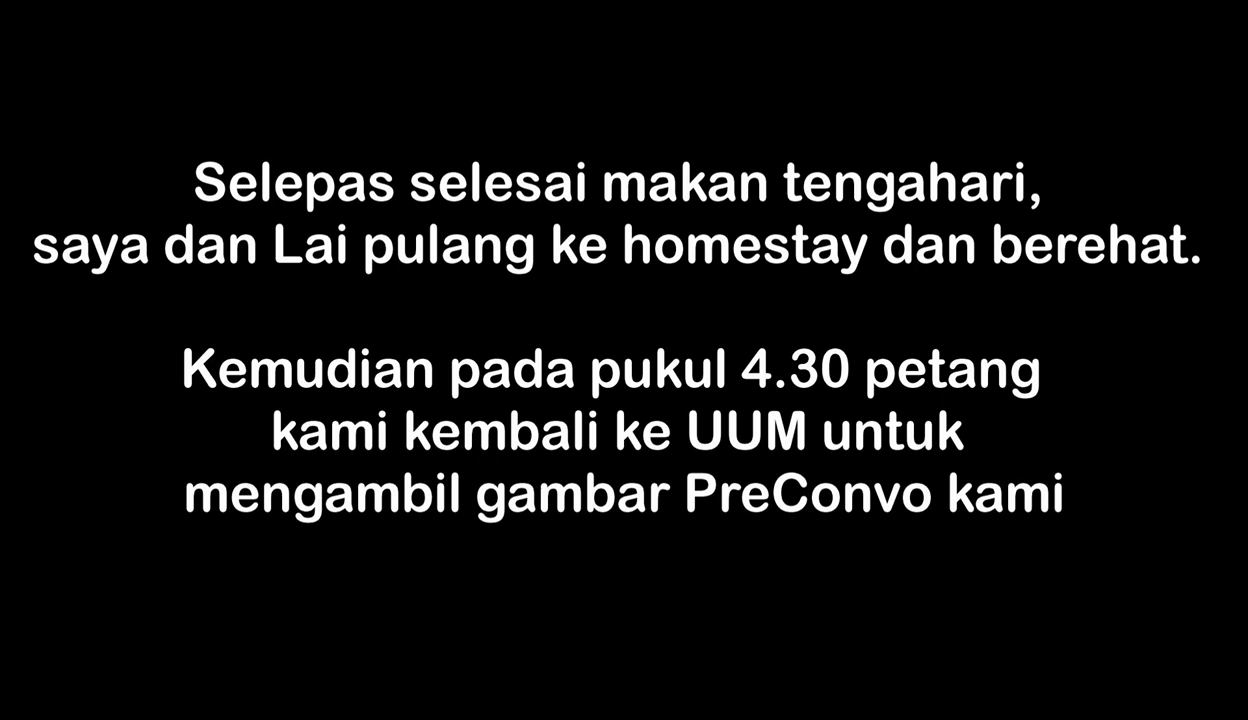 Selepas selesai makan tengahari,
saya dan Lai pulang ke homestay dan berehat.
Kemudian pada pukul 4.30 petang
kami kembali ke UUM untuk
mengambil gambar PreConvo kami